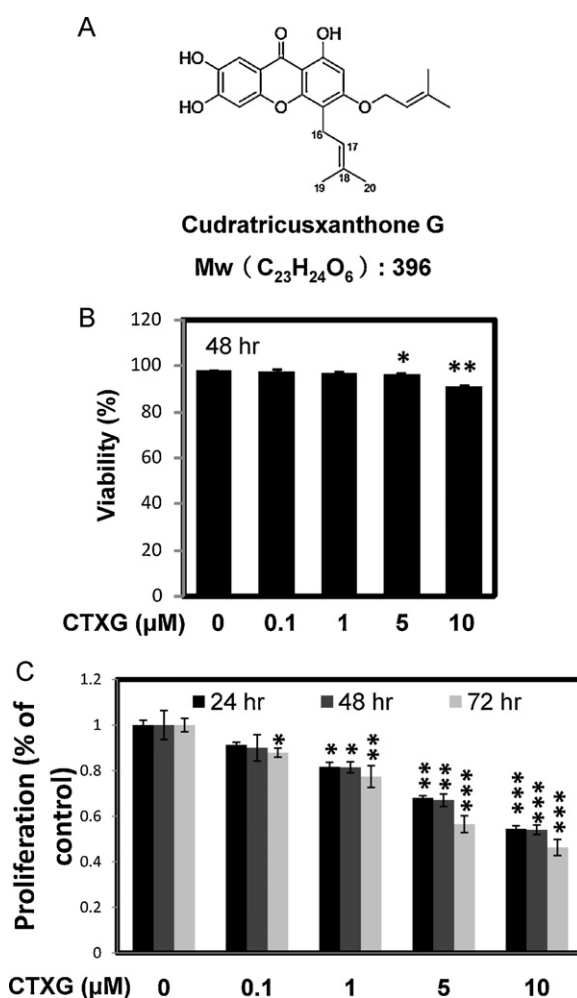 A
O
OH
HO
HO
O
O
16
17
18
19
20
Cudratricusxanthone G
Mw（C23H24O6）: 396
B
120
100
80
60
40
20
0
Viability (%)
48 hr
*
**
CTXG (μM) 0 0.1 1 5 10
C
1.2
1
0.8
0.6
0.4
0.2
0
Proliferation (% of
control)
24 hr 48 hr 72 hr
*
*
*
**
**
**
***
***
***
***
CTXG (μM) 0 0.1 1 5 10